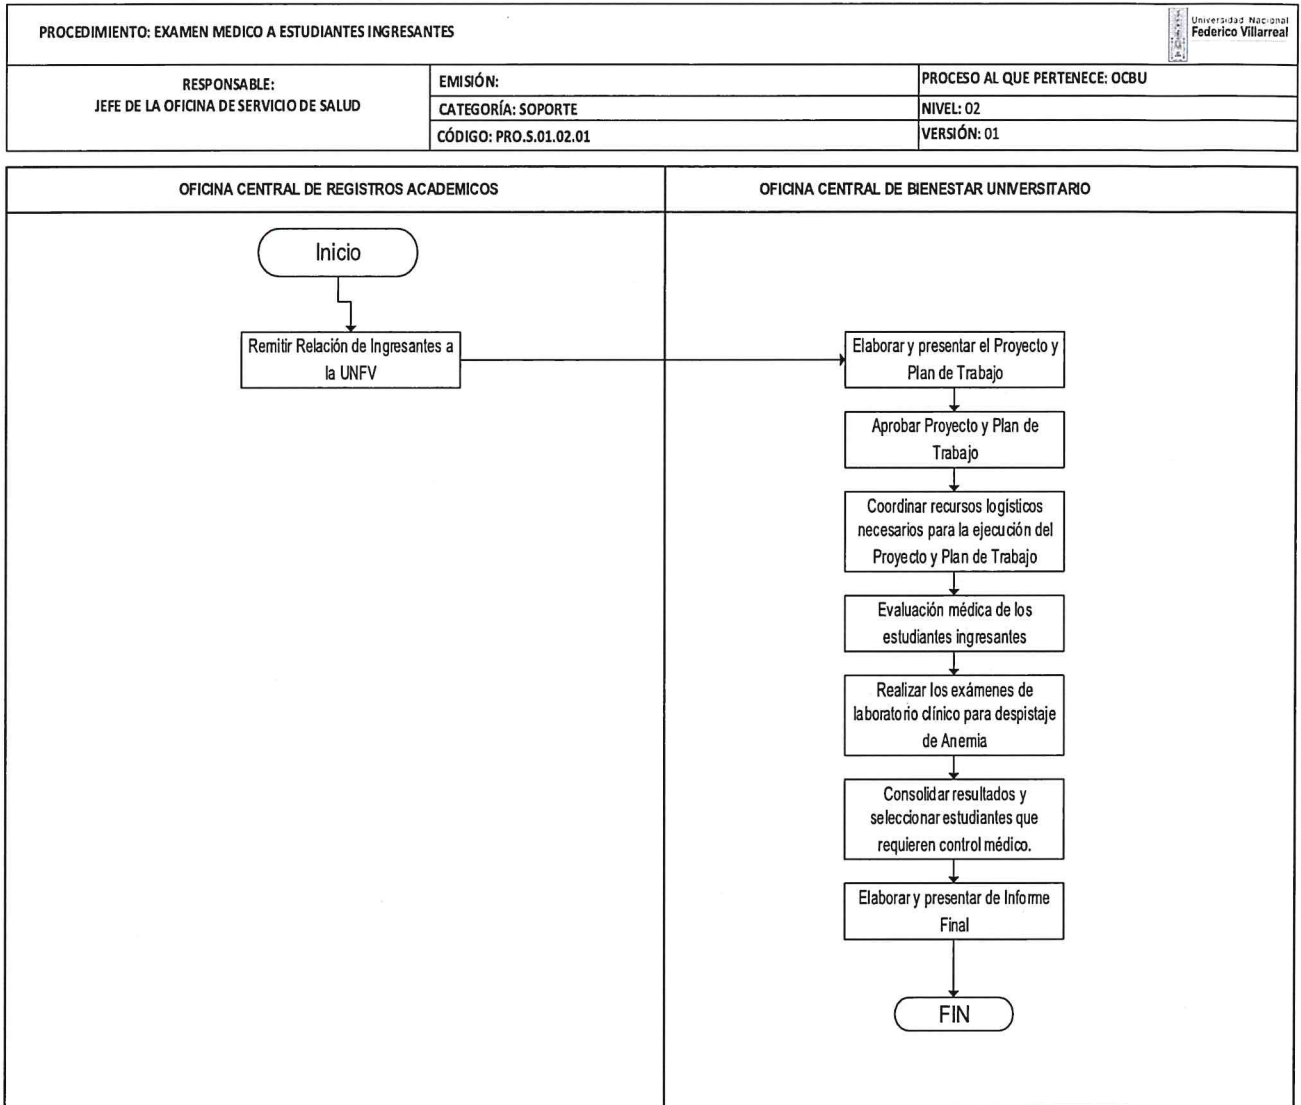 PROCEDIMIENTO: EXAMEN MEDICO A ESTUDIANTES INGRESANTES
Universidad Nacional
Federico Villarreal
RESPONSABLE:
JEFE DE LA OFICINA DE SERVICIO DE SALUD
EMISIÓN:
PROCESO AL QUE PERTENECE: OCBU
CATEGORÍA: SOPORTE
NIVEL: 02
CÓDIGO: PRO.S.01.02.01
VERSIÓN: 01
OFICINA CENTRAL DE REGISTROS ACADEMICOS
OFICINA CENTRAL DE BIENESTAR UNIVERSITARIO
Inicio
Remitir Relación de Ingresantes a
la UNFV
Elaborar y presentar el Proyecto y
Plan de Trabajo
Aprobar Proyecto y Plan de
Trabajo
Coordinar recursos logísticos
necesarios para la ejecución del
Proyecto y Plan de Trabajo
Evaluación médica de los
estudiantes ingresantes
Realizar los exámenes de
laboratorio clínico para despistaje
de Anemia
Consolidar resultados y
seleccionar estudiantes que
requieren control médico.
Elaborar y presentar de Informe
Final
FIN